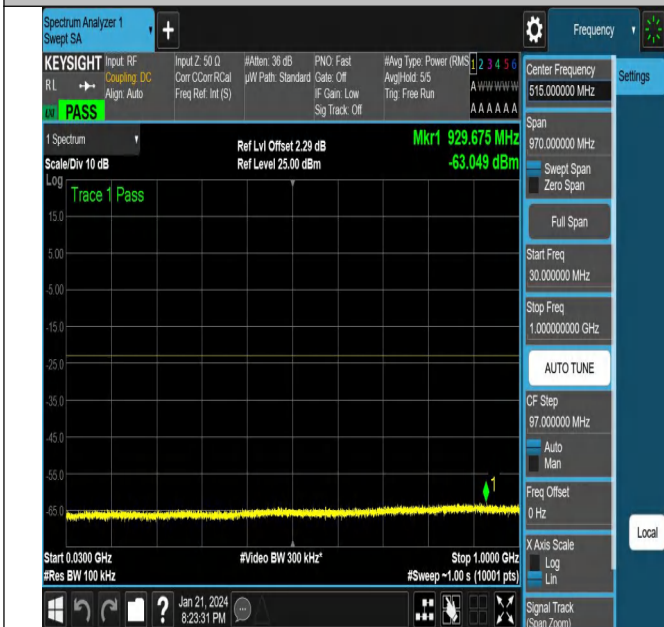 Spectrum Analyzer 1
Swept SA
Frequency
KEYSIGHT
RL
PASS
Input: RF
Coupling: DC
Align: Auto
Input Z: 50 Ω
Corr CCorr RCal
Freq Ref: Int (S)
#Atten: 36 dB
µW Path: Standard
PNO: Fast
Gate: Off
IF Gain: Low
Sig Track: Off
#Avg Type: Power (RMS
Avg|Hold: 5/5
Trig: Free Run
1 2 3 4 5 6
A W W W W W
A A A A A A
1 Spectrum
Scale/Div 10 dB
Ref Lvl Offset 2.29 dB
Ref Level 25.00 dBm
Mkr1 929.675 MHz
-63.049 dBm
Log
Trace 1 Pass
15.0
5.00
-5.00
-15.0
-25.0
-35.0
-45.0
-55.0
-65.0
1
Start 0.0300 GHz
#Video BW 300 kHz*
Stop 1.0000 GHz
#Res BW 100 kHz
#Sweep ~1.00 s (10001 pts)
Jan 21, 2024
8:23:31 PM
Center Frequency
515.000000 MHz
Settings
Span
970.000000 MHz
Swept Span
Zero Span
Full Span
Start Freq
30.000000 MHz
Stop Freq
1.000000000 GHz
AUTO TUNE
CF Step
97.000000 MHz
Auto
Man
Freq Offset
0 Hz
Local
X Axis Scale
Log
Lin
Signal Track
(Span Zoom)